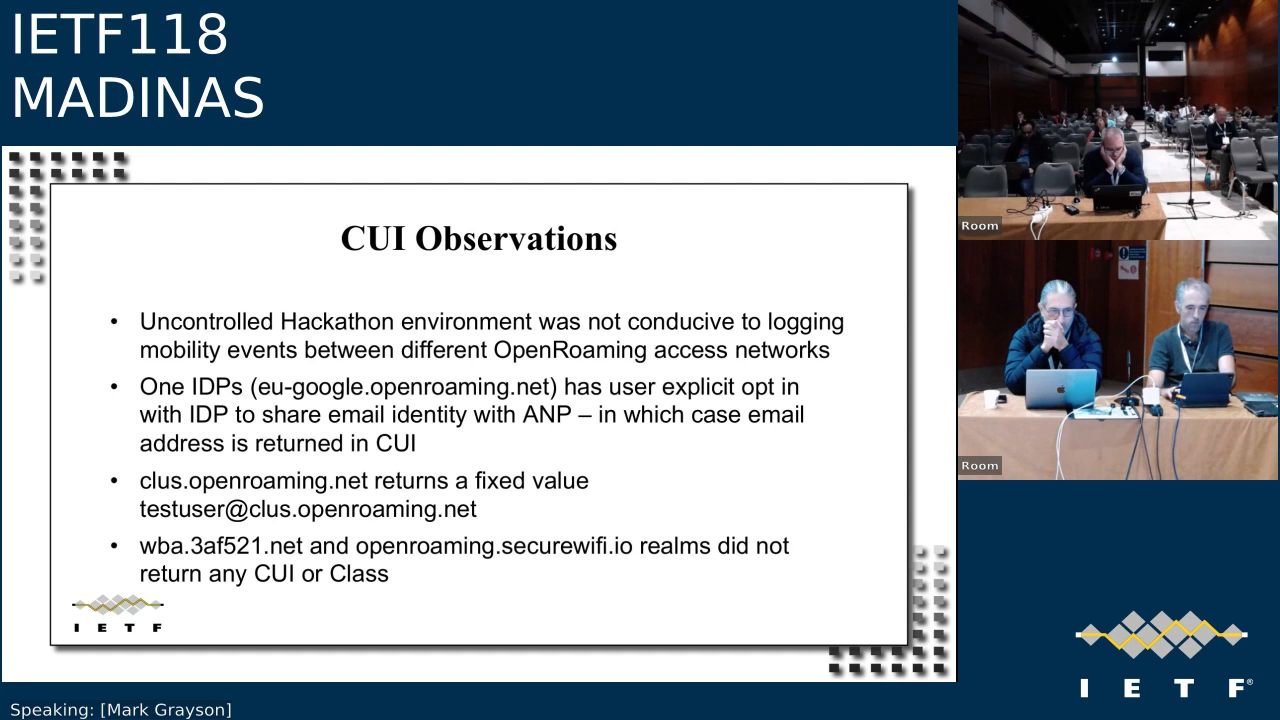 IETF118
MADINAS
CUI Observations
• Uncontrolled Hackathon environment was not conducive to logging
mobility events between different OpenRoaming access networks
• One IDPs (eu-google.openroaming.net) has user explicit opt in
with IDP to share email identity with ANP – in which case email
address is returned in CUI
• clus.openroaming.net returns a fixed value
testuser@clus.openroaming.net
• wba.3af521.net and openroaming.securewifi.io realms did not
return any CUI or Class
I E T F
Room
Room
I E T F®
Speaking: [Mark Grayson]